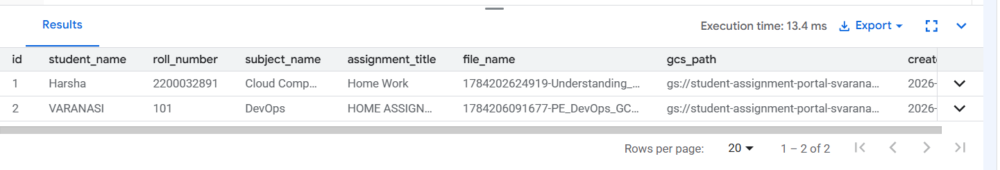 Results
Execution time: 13.4 ms Export
id student_name roll_number subject_name assignment_title file_name gcs_path create
1 Harsha 2200032891 Cloud Comp... Home Work 1784202624919-Understanding_... gs://student-assignment-portal-svarana... 2026-
2 VARANASI 101 DevOps HOME ASSIGN... 1784206091677-PE_DevOps_GC... gs://student-assignment-portal-svarana... 2026-
Rows per page: 20 1 – 2 of 2